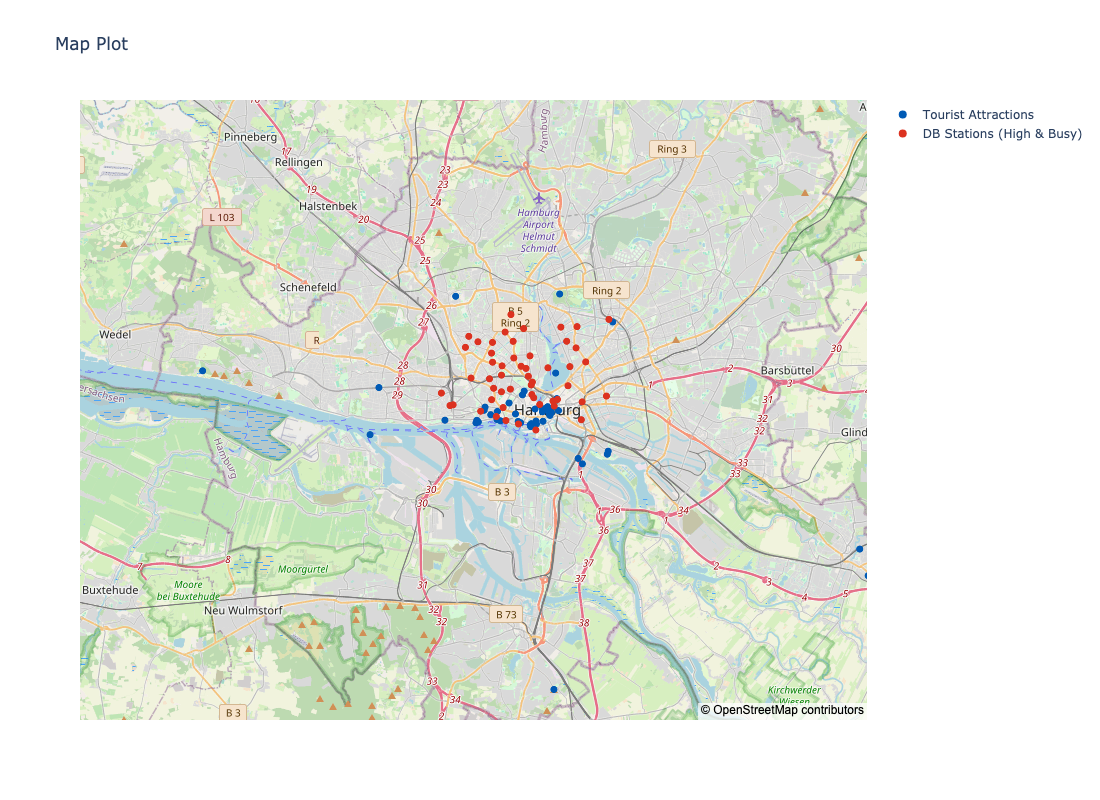 Map Plot
Tourist Attractions
DB Stations (High & Busy)
Pinneberg
17
Rellingen
19
Halstenbek
20
Hamburg
Ring 3
23
23
24
25
25
L 103
Hamburg
Airport
Helmut
Schmidt
Schenefeld
26
27
Ring 2
B 5
Ring 2
Wedel
R
28
28
29
30
Barsbüttel
1
2
3
31
31
32
32
Hamburg
Hamburg
33
33
34
30
30
B 3
1
1
36
36
1
37
37
38
2
3
4
5
7
8
Moorgürtel
Moore
bei Buxtehude
Buxtehude
Neu Wulmstorf
31
32
32
B 73
33
34
2
B 3
Kirchwerder
Wiesen
© OpenStreetMap contributors